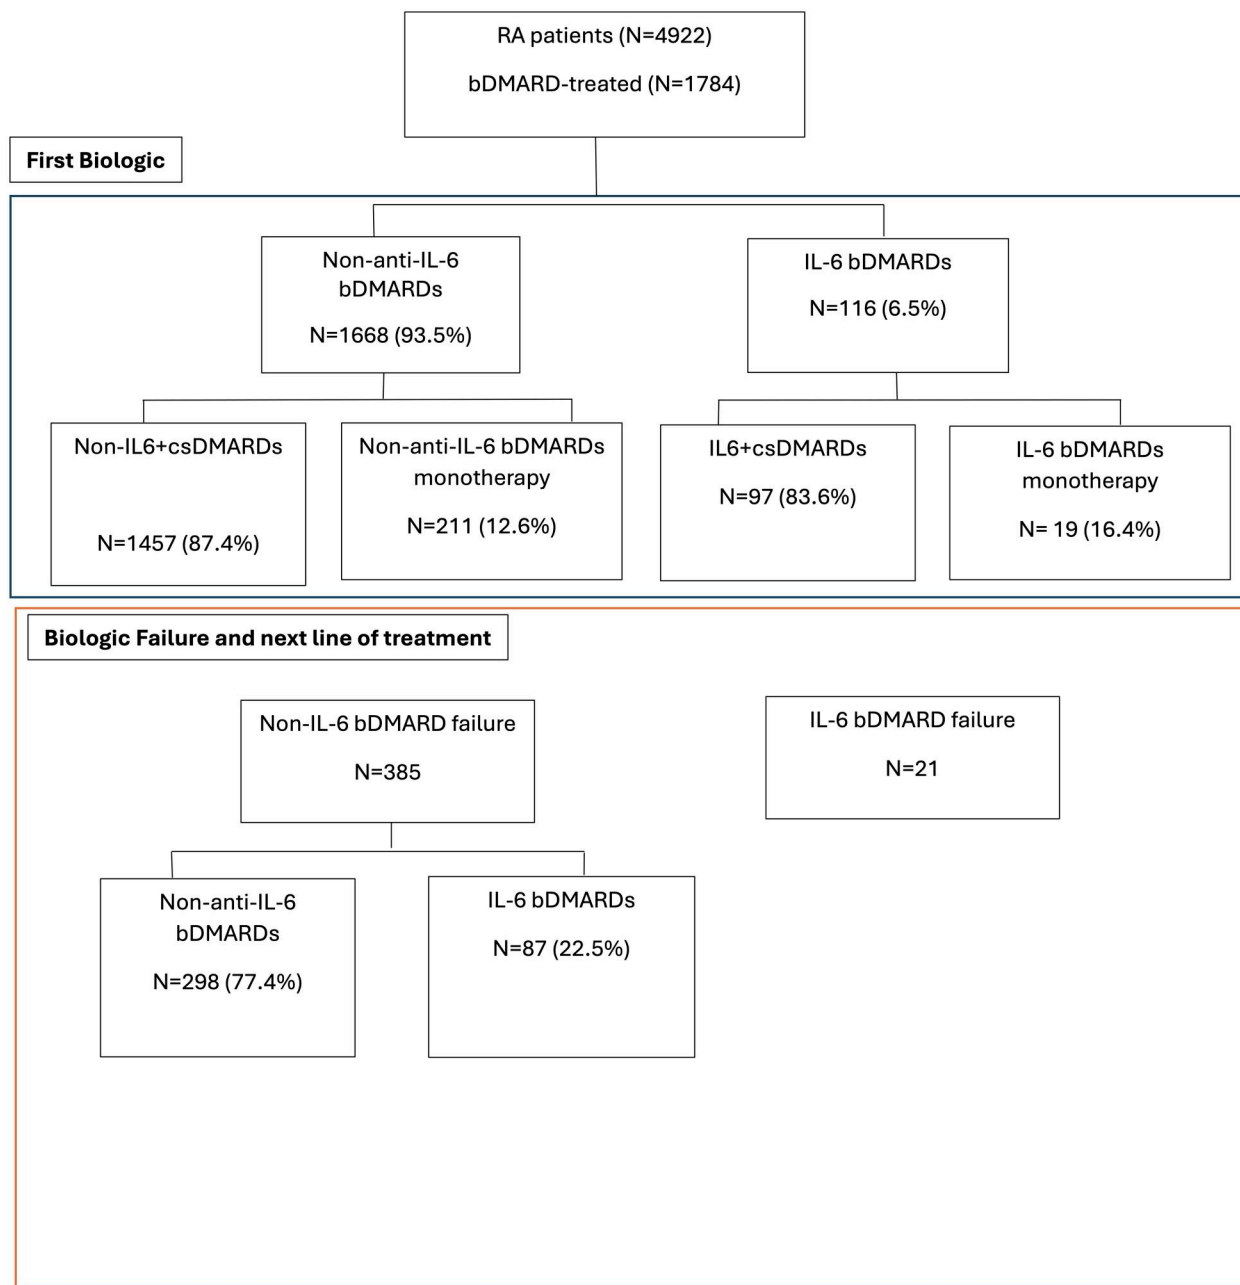 RA patients (N=4922)
bDMARD-treated (N=1784)
First Biologic
Non-anti-IL-6
bDMARDs
N=1668 (93.5%)
IL-6 bDMARDs
N=116 (6.5%)
Non-IL6+csDMARDs
N=1457 (87.4%)
Non-anti-IL-6 bDMARDs
monotherapy
N=211 (12.6%)
IL6+csDMARDs
N=97 (83.6%)
IL-6 bDMARDs
monotherapy
N= 19 (16.4%)
Biologic Failure and next line of treatment
Non-IL-6 bDMARD failure
N=385
IL-6 bDMARD failure
N=21
Non-anti-IL-6
bDMARDs
N=298 (77.4%)
IL-6 bDMARDs
N=87 (22.5%)